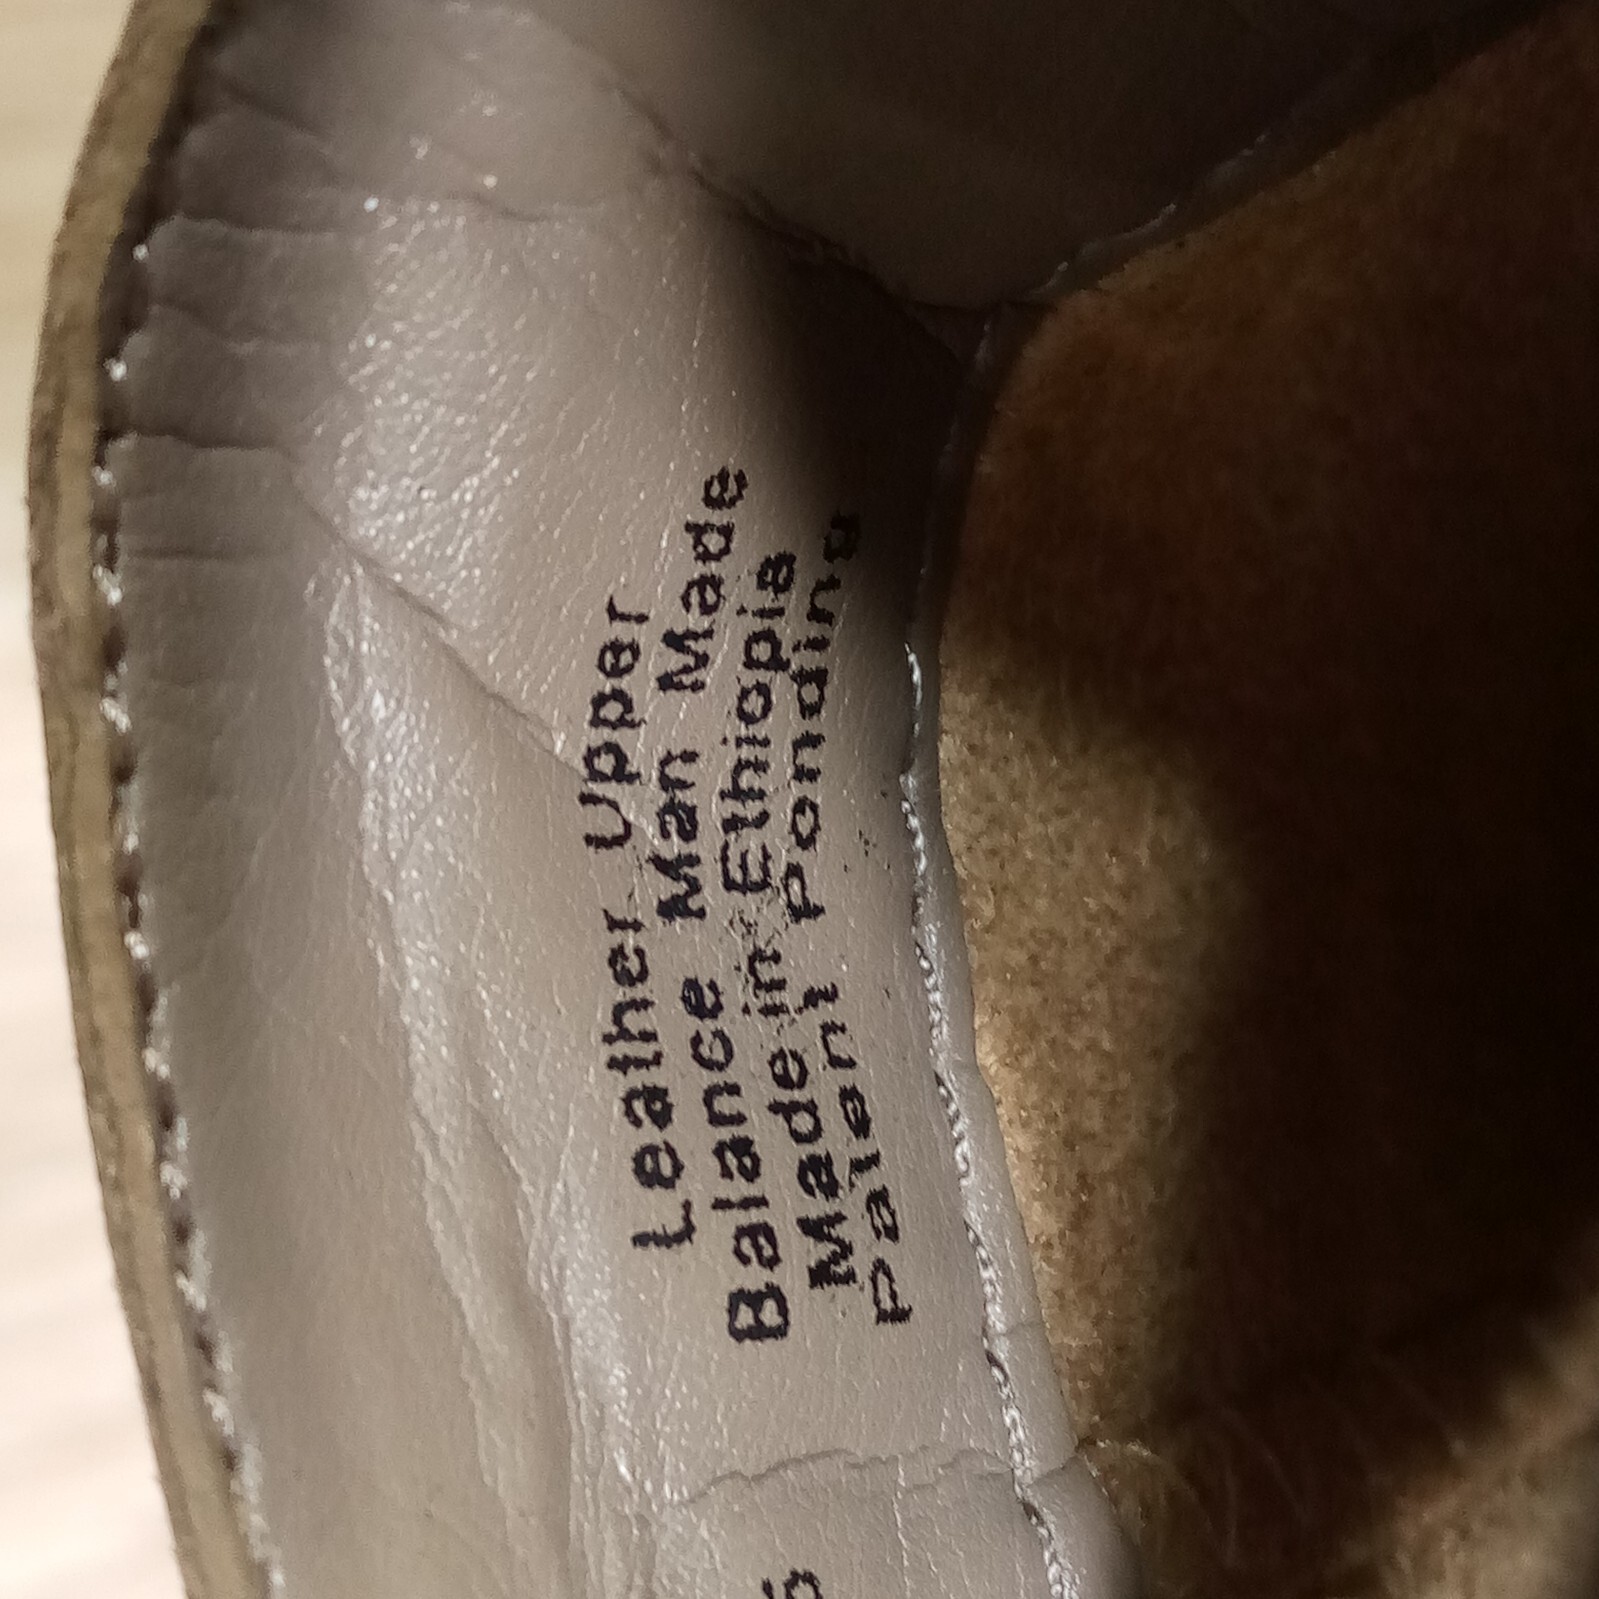 Leather Upper
Balance Man Made
Made in Ethiopia
Patent Pending